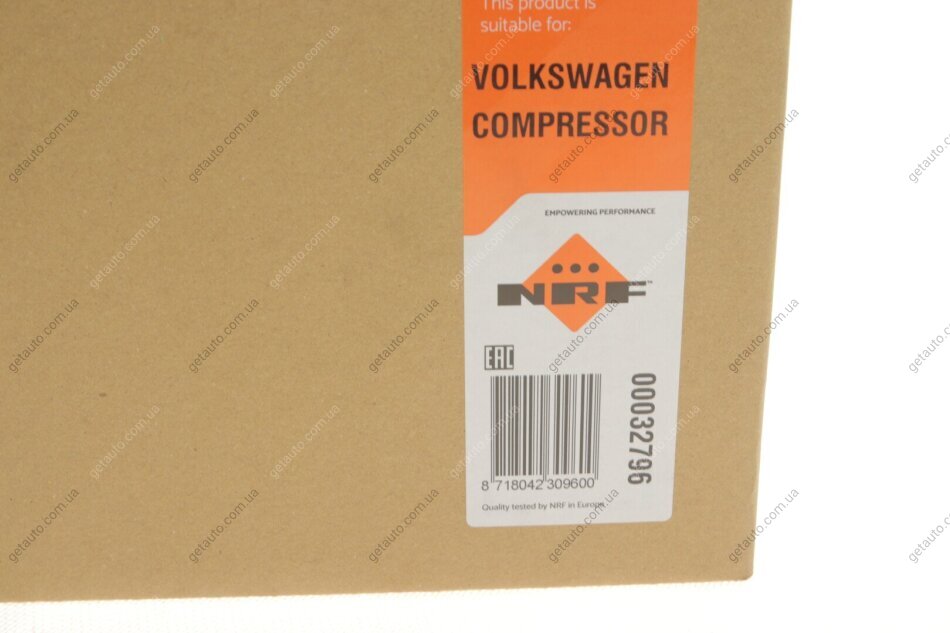 This product is
suitable for:
VOLKSWAGEN
COMPRESSOR
EMPOWERING PERFORMANCE
NRF™
EAC
00032796
8 718042 309600
Quality tested by NRF in Europe
getauto.com.ua